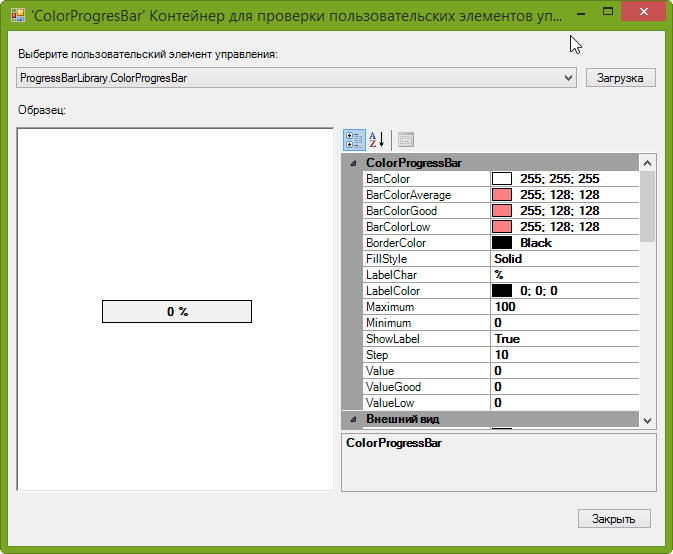 'ColorProgresBar' Контейнер для проверки пользовательских элементов уп...
Выберите пользовательский элемент управления:
ProgressBarLibrary.ColorProgresBar
Загрузка
Образец:
0 %
A
Z
ColorProgressBar
BarColor 255; 255; 255
BarColorAverage 255; 128; 128
BarColorGood 255; 128; 128
BarColorLow 255; 128; 128
BorderColor Black
FillStyle Solid
LabelChar %
LabelColor 0; 0; 0
Maximum 100
Minimum 0
ShowLabel True
Step 10
Value 0
ValueGood 0
ValueLow 0
Внешний вид
ColorProgressBar
Закрыть